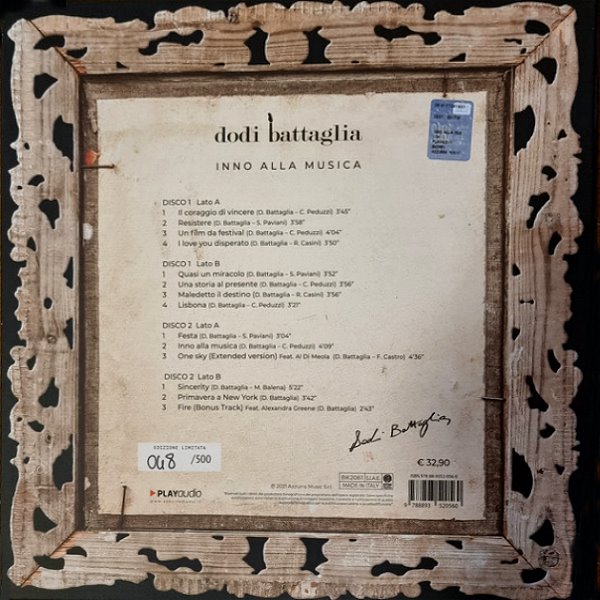 dodi battaglia
INNO ALLA MUSICA
DISCO 1 Lato A
1 Il coraggio di vincere (D. Battaglia – C. Peduzzi) 3'45"
2 Resistere (D. Battaglia – S. Paviani) 3'58"
3 Un film da festival (D. Battaglia – C. Peduzzi) 4'04"
4 I love you disperato (D. Battaglia – R. Casini) 3'50"
DISCO 1 Lato B
1 Quasi un miracolo (D. Battaglia – S. Paviani) 3'52"
2 Una storia al presente (D. Battaglia – C. Peduzzi) 3'56"
3 Maledetto il destino (D. Battaglia – R. Casini) 3'56"
4 Lisbona (D. Battaglia – C. Peduzzi) 3'21"
DISCO 2 Lato A
1 Festa (D. Battaglia – S. Paviani) 3'04"
2 Inno alla musica (D. Battaglia – C. Peduzzi) 4'09"
3 One sky (Extended version) Feat. Al Di Meola (D. Battaglia – F. Castro) 4'36"
DISCO 2 Lato B
1 Sincerity (D. Battaglia – M. Balena) 5'22"
2 Primavera a New York (D. Battaglia) 3'42"
3 Fire (Bonus Track) Feat. Alexandra Greene (D. Battaglia) 2'43"
Dodi Battaglia
EDIZIONE LIMITATA
048 /500
€ 32,90
PLAYaudio
© 2021 Azzurra Music S.r.l.
MADE IN ITALY
9 788893 520560